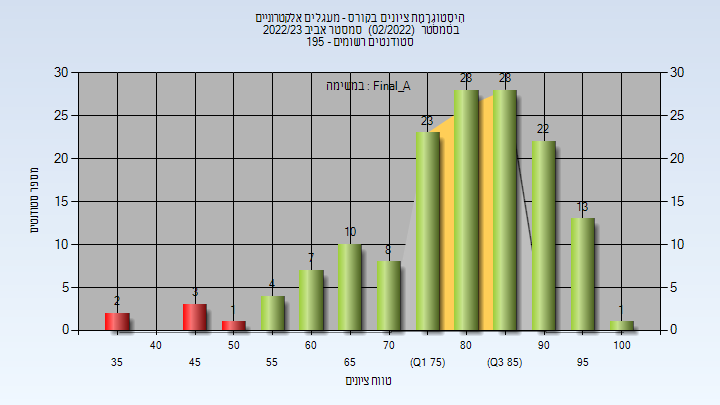 הִיסְטוֹגְרָמַת ציונים בקורס - מעגלים אלקטרוניים
בסמסטר (02/2022) סמסטר אביב 2022/23
סטודנטים רשומים - 195
במשימה : Final_A
מספר סטודנטים
30 30
25 25
20 20
15 15
10 10
5 5
0 0
2 3 1 4 7 10 8 23 28 28 22 13 1
40 50 60 70 80 90 100
35 45 55 65 (Q1 75) (Q3 85) 95
טווח ציונים